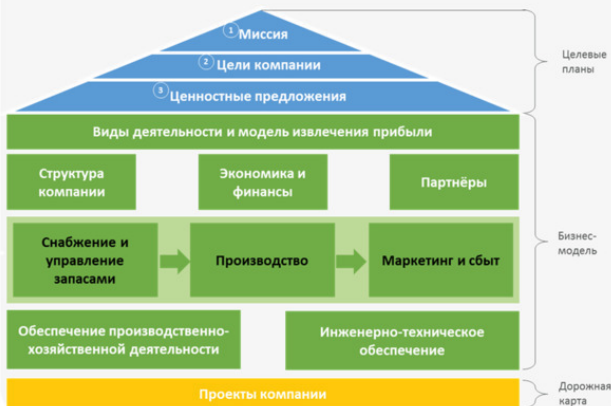 1 Миссия
2 Цели компании
3 Ценностные предложения
Целевые
планы
Виды деятельности и модель извлечения прибыли
Структура
компании
Экономика и
финансы
Партнёры
Снабжение и
управление
запасами
Производство
Маркетинг и сбыт
Бизнес-
модель
Обеспечение производственно-
хозяйственной деятельности
Инженерно-техническое
обеспечение
Проекты компании
Дорожная
карта